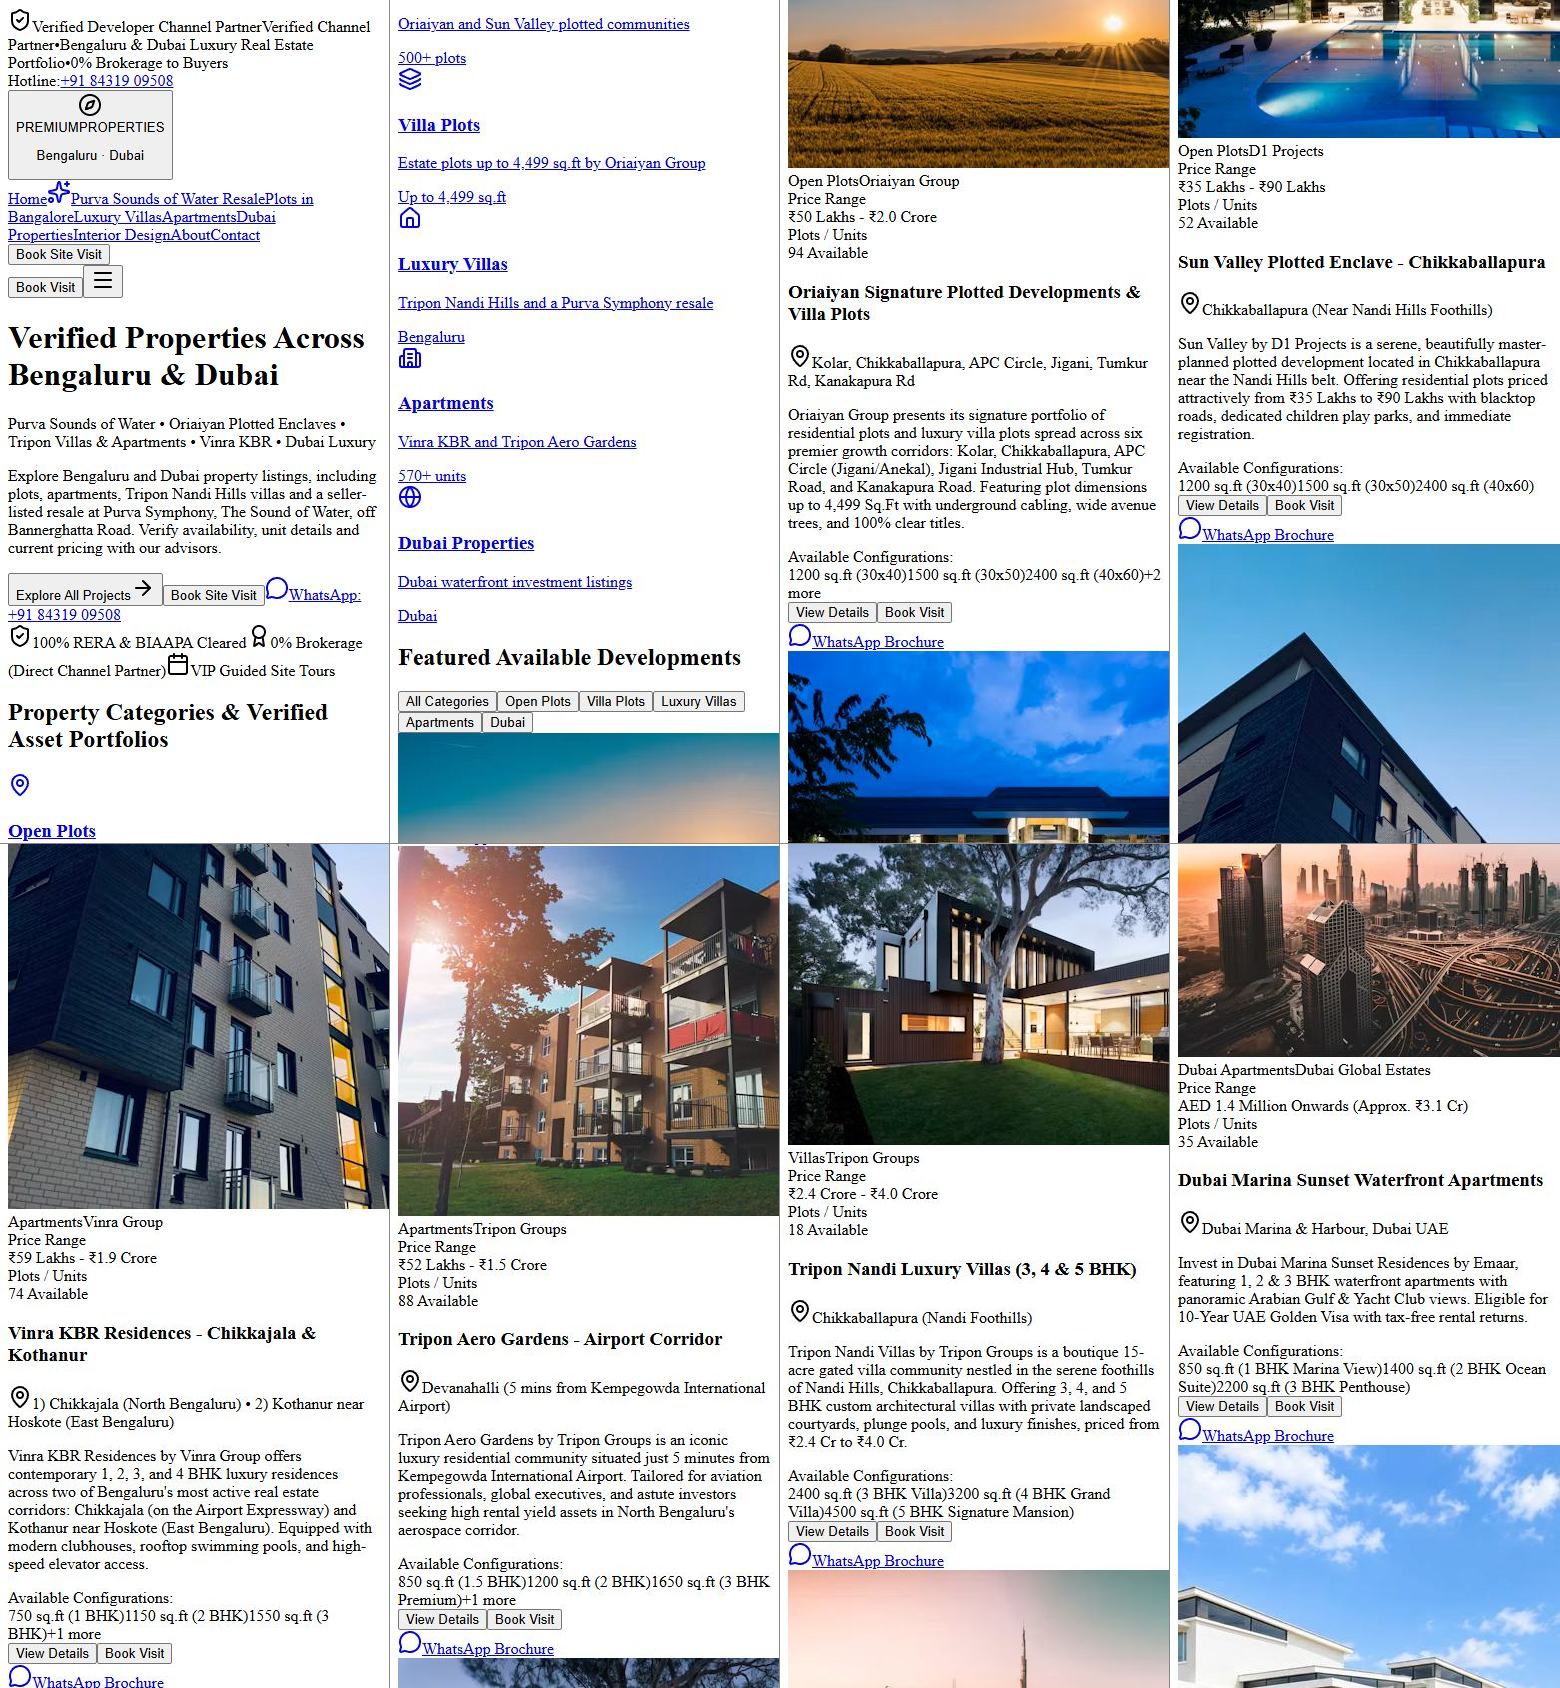 Verified Developer Channel PartnerVerified Channel
Partner•Bengaluru & Dubai Luxury Real Estate
Portfolio•0% Brokerage to Buyers
Hotline:+91 84319 09508
PREMIUMPROPERTIES
Bengaluru · Dubai
HomePurva Sounds of Water ResalePlots in
BangaloreLuxury VillasApartmentsDubai
PropertiesInterior DesignAboutContact
Book Site Visit
Book Visit
Verified Properties Across
Bengaluru & Dubai
Purva Sounds of Water • Oriaiyan Plotted Enclaves •
Tripon Villas & Apartments • Vinra KBR • Dubai Luxury
Explore Bengaluru and Dubai property listings, including
plots, apartments, Tripon Nandi Hills villas and a seller-
listed resale at Purva Symphony, The Sound of Water, off
Bannerghatta Road. Verify availability, unit details and
current pricing with our advisors.
Explore All Projects Book Site Visit WhatsApp:
+91 84319 09508
100% RERA & BIAAPA Cleared 0% Brokerage
(Direct Channel Partner) VIP Guided Site Tours
Property Categories & Verified
Asset Portfolios
Open Plots
Oriaiyan and Sun Valley plotted communities
500+ plots
Villa Plots
Estate plots up to 4,499 sq.ft by Oriaiyan Group
Up to 4,499 sq.ft
Luxury Villas
Tripon Nandi Hills and a Purva Symphony resale
Bengaluru
Apartments
Vinra KBR and Tripon Aero Gardens
570+ units
Dubai Properties
Dubai waterfront investment listings
Dubai
Featured Available Developments
All Categories Open Plots Villa Plots Luxury Villas
Apartments Dubai
Open PlotsOriaiyan Group
Price Range
₹50 Lakhs - ₹2.0 Crore
Plots / Units
94 Available
Oriaiyan Signature Plotted Developments &
Villa Plots
Kolar, Chikkaballapura, APC Circle, Jigani, Tumkur
Rd, Kanakapura Rd
Oriaiyan Group presents its signature portfolio of
residential plots and luxury villa plots spread across six
premier growth corridors: Kolar, Chikkaballapura, APC
Circle (Jigani/Anekal), Jigani Industrial Hub, Tumkur
Road, and Kanakapura Road. Featuring plot dimensions
up to 4,499 Sq.Ft with underground cabling, wide avenue
trees, and 100% clear titles.
Available Configurations:
1200 sq.ft (30x40)1500 sq.ft (30x50)2400 sq.ft (40x60)+2
more
View Details Book Visit
WhatsApp Brochure
Open PlotsD1 Projects
Price Range
₹35 Lakhs - ₹90 Lakhs
Plots / Units
52 Available
Sun Valley Plotted Enclave - Chikkaballapura
Chikkaballapura (Near Nandi Hills Foothills)
Sun Valley by D1 Projects is a serene, beautifully master-
planned plotted development located in Chikkaballapura
near the Nandi Hills belt. Offering residential plots priced
attractively from ₹35 Lakhs to ₹90 Lakhs with blacktop
roads, dedicated children play parks, and immediate
registration.
Available Configurations:
1200 sq.ft (30x40)1500 sq.ft (30x50)2400 sq.ft (40x60)
View Details Book Visit
WhatsApp Brochure
ApartmentsVinra Group
Price Range
₹59 Lakhs - ₹1.9 Crore
Plots / Units
74 Available
Vinra KBR Residences - Chikkajala &
Kothanur
1) Chikkajala (North Bengaluru) • 2) Kothanur near
Hoskote (East Bengaluru)
Vinra KBR Residences by Vinra Group offers
contemporary 1, 2, 3, and 4 BHK luxury residences
across two of Bengaluru's most active real estate
corridors: Chikkajala (on the Airport Expressway) and
Kothanur near Hoskote (East Bengaluru). Equipped with
modern clubhouses, rooftop swimming pools, and high-
speed elevator access.
Available Configurations:
750 sq.ft (1 BHK)1150 sq.ft (2 BHK)1550 sq.ft (3
BHK)+1 more
View Details Book Visit
WhatsApp Brochure
ApartmentsTripon Groups
Price Range
₹52 Lakhs - ₹1.5 Crore
Plots / Units
88 Available
Tripon Aero Gardens - Airport Corridor
Devanahalli (5 mins from Kempegowda International
Airport)
Tripon Aero Gardens by Tripon Groups is an iconic
luxury residential community situated just 5 minutes from
Kempegowda International Airport. Tailored for aviation
professionals, global executives, and astute investors
seeking high rental yield assets in North Bengaluru's
aerospace corridor.
Available Configurations:
850 sq.ft (1.5 BHK)1200 sq.ft (2 BHK)1650 sq.ft (3 BHK
Premium)+1 more
View Details Book Visit
WhatsApp Brochure
VillasTripon Groups
Price Range
₹2.4 Crore - ₹4.0 Crore
Plots / Units
18 Available
Tripon Nandi Luxury Villas (3, 4 & 5 BHK)
Chikkaballapura (Nandi Foothills)
Tripon Nandi Villas by Tripon Groups is a boutique 15-
acre gated villa community nestled in the serene foothills
of Nandi Hills, Chikkaballapura. Offering 3, 4, and 5
BHK custom architectural villas with private landscaped
courtyards, plunge pools, and luxury finishes, priced from
₹2.4 Cr to ₹4.0 Cr.
Available Configurations:
2400 sq.ft (3 BHK Villa)3200 sq.ft (4 BHK Grand
Villa)4500 sq.ft (5 BHK Signature Mansion)
View Details Book Visit
WhatsApp Brochure
Dubai ApartmentsDubai Global Estates
Price Range
AED 1.4 Million Onwards (Approx. ₹3.1 Cr)
Plots / Units
35 Available
Dubai Marina Sunset Waterfront Apartments
Dubai Marina & Harbour, Dubai UAE
Invest in Dubai Marina Sunset Residences by Emaar,
featuring 1, 2 & 3 BHK waterfront apartments with
panoramic Arabian Gulf & Yacht Club views. Eligible for
10-Year UAE Golden Visa with tax-free rental returns.
Available Configurations:
850 sq.ft (1 BHK Marina View)1400 sq.ft (2 BHK Ocean
Suite)2200 sq.ft (3 BHK Penthouse)
View Details Book Visit
WhatsApp Brochure